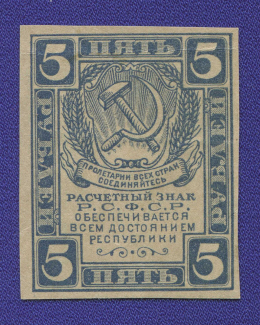 5 ПЯТЬ 5
РУБЛЕЙ
РУБЛЕЙ
ПРОЛЕТАРИИ ВСЕХ СТРАН
СОЕДИНЯЙТЕСЬ
РАСЧЕТНЫЙ ЗНАК
Р.С.Ф.С.Р.
ОБЕСПЕЧИВАЕТСЯ
ВСЕМ ДОСТОЯНИЕМ
РЕСПУБЛИКИ
5 ПЯТЬ 5